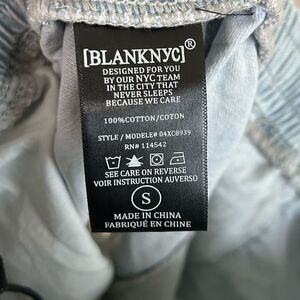 [BLANKNYC]®
DESIGNED FOR YOU
BY OUR NYC TEAM
IN THE CITY THAT
NEVER SLEEPS
BECAUSE WE CARE
100%COTTON/COTON
STYLE / MODELE# 04XC8939
RN# 114542
SEE CARE ON REVERSE
VOIR INSTRUCTION AUVERSO
S
MADE IN CHINA
FABRIQUÉ EN CHINE